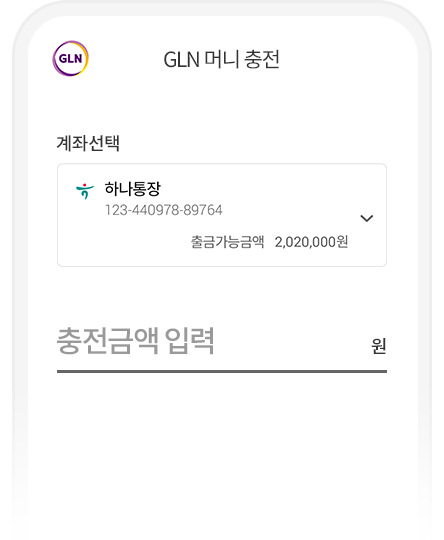 GLN
GLN 머니 충전
계좌선택
하나통장
123-440978-89764
출금가능금액 2,020,000원
충전금액 입력 원